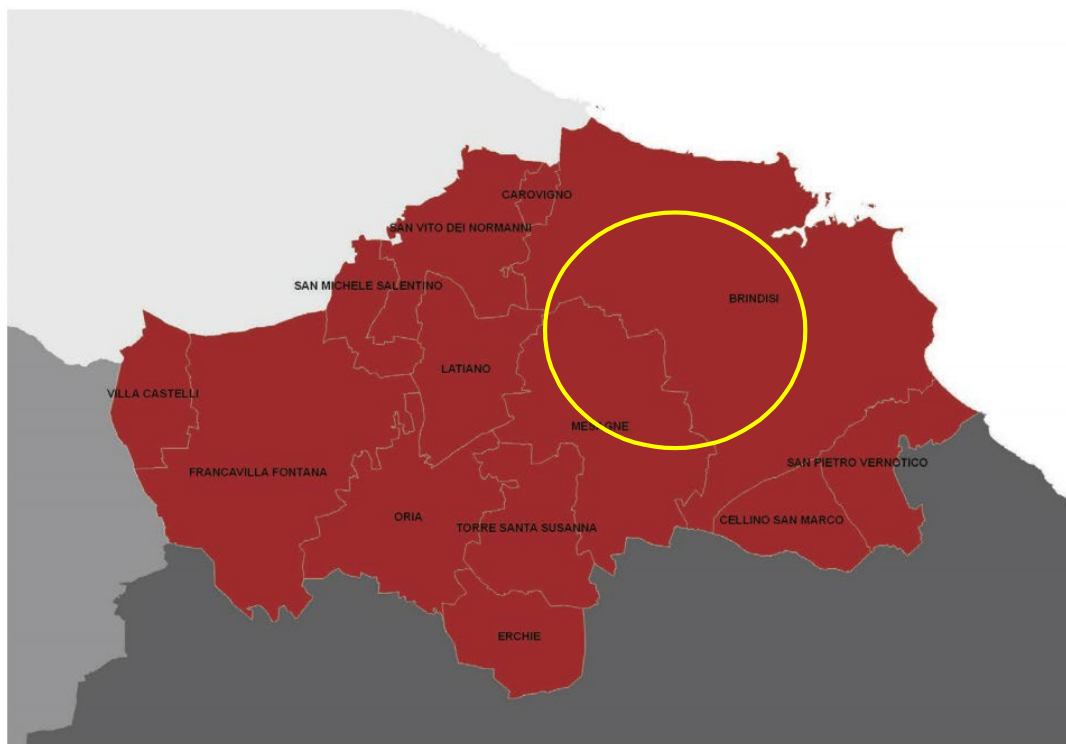 CAROVIGNO
SAN VITO DEI NORMANNI
SAN MICHELE SALENTINO
BRINDISI
LATIANO
VILLA CASTELLI
MESAGNE
FRANCAVILLA FONTANA
SAN PIETRO VERNOTICO
ORIA
TORRE SANTA SUSANNA
CELLINO SAN MARCO
ERCHIE